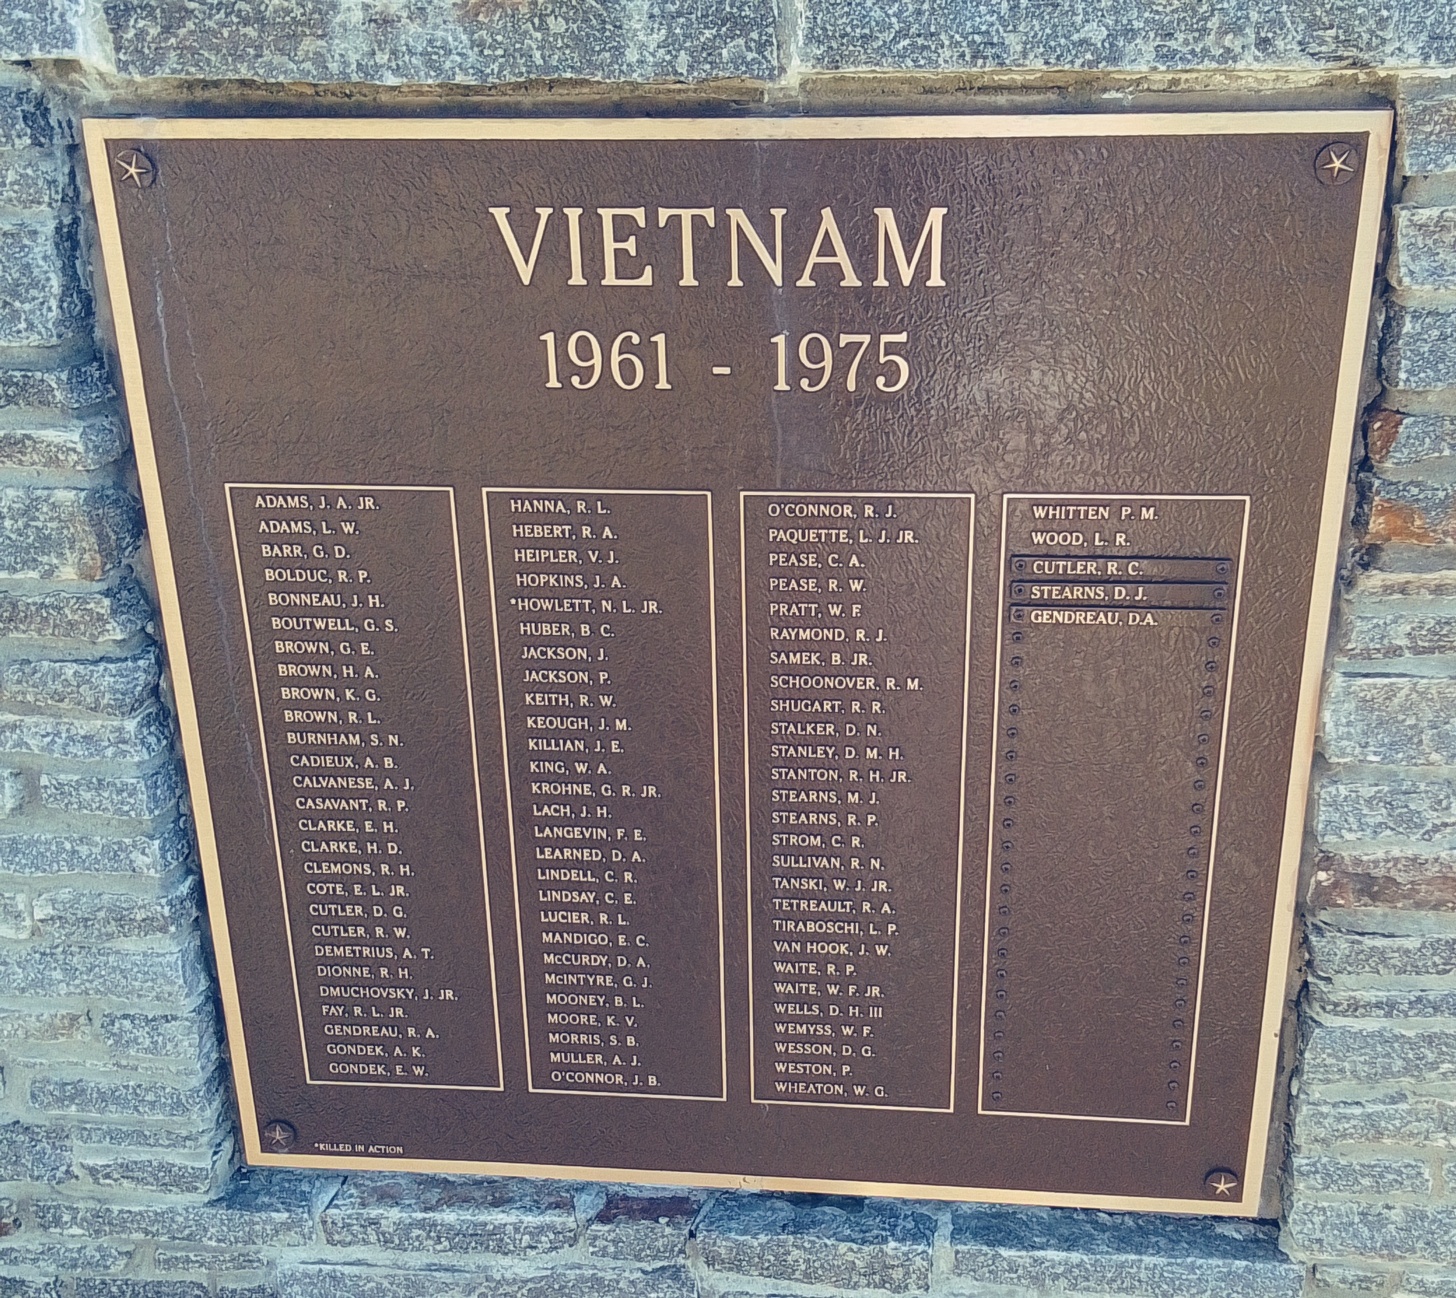 VIETNAM
1961 - 1975
ADAMS, J. A. JR.
ADAMS, L. W.
BARR, G. D.
BOLDUC, R. P.
BONNEAU, J. H.
BOUTWELL, G. S.
BROWN, G. E.
BROWN, H. A.
BROWN, K. G.
BROWN, R. L.
BURNHAM, S. N.
CADIEUX, A. B.
CALVANESE, A. J.
CASAVANT, R. P.
CLARKE, E. H.
CLARKE, H. D.
CLEMONS, R. H.
COTE, E. L. JR.
CUTLER, D. G.
CUTLER, R. W.
DEMETRIUS, A. T.
DIONNE, R. H.
DMUCHOVSKY, J. JR.
FAY, R. L. JR.
GENDREAU, R. A.
GONDEK, A. K.
GONDEK, E. W.
HANNA, R. L.
HEBERT, R. A.
HEIPLER, V. J.
HOPKINS, J. A.
*HOWLETT, N. L. JR.
HUBER, B. C.
JACKSON, J.
JACKSON, P.
KEITH, R. W.
KEOUGH, J. M.
KILLIAN, J. E.
KING, W. A.
KROHNE, G. R. JR.
LACH, J. H.
LANGEVIN, F. E.
LEARNED, D. A.
LINDELL, C. R.
LINDSAY, C. E.
LUCIER, R. L.
MANDIGO, E. C.
McCURDY, D. A.
McINTYRE, G. J.
MOONEY, B. L.
MOORE, K. V.
MORRIS, S. B.
MULLER, A. J.
O'CONNOR, J. B.
O'CONNOR, R. J.
PAQUETTE, L. J. JR.
PEASE, C. A.
PEASE, R. W.
PRATT, W. F.
RAYMOND, R. J.
SAMEK, B. JR.
SCHOONOVER, R. M.
SHUGART, R. R.
STALKER, D. N.
STANLEY, D. M. H.
STANTON, R. H. JR.
STEARNS, M. J.
STEARNS, R. P.
STROM, C. R.
SULLIVAN, R. N.
TANSKI, W. J. JR.
TETREAULT, R. A.
TIRABOSCHI, L. P.
VAN HOOK, J. W.
WAITE, R. P.
WAITE, W. F. JR.
WELLS, D. H. III
WEMYSS, W. F.
WESSON, D. G.
WESTON, P.
WHEATON, W. G.
WHITTEN P. M.
WOOD, L. R.
CUTLER, R. C.
STEARNS, D. J.
GENDREAU, D.A.
*KILLED IN ACTION